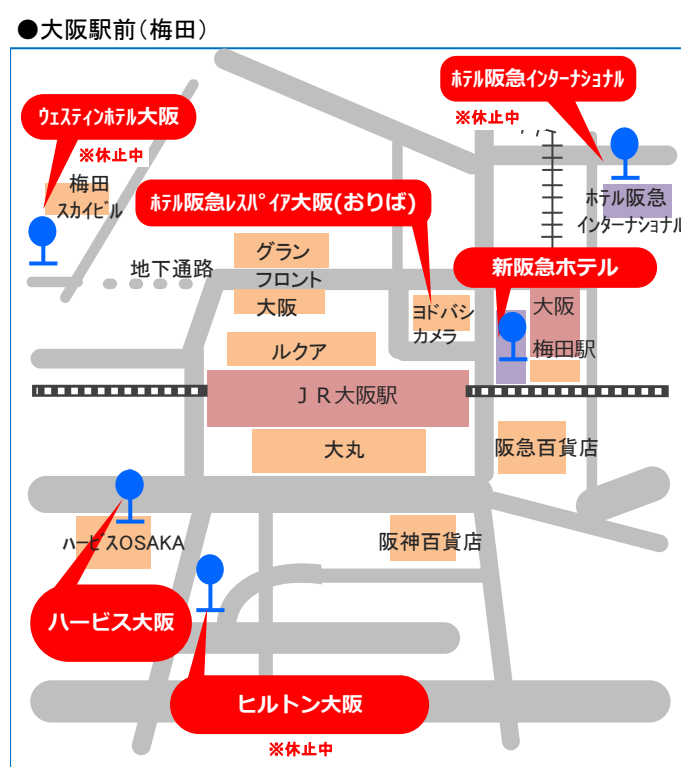 ●大阪駅前(梅田)
ホテル阪急インターナショナル
※休止中
ウェスティンホテル大阪
※休止中
梅田
スカイビル
ホテル阪急レスパイア大阪(おりば)
ホテル阪急
インターナショナル
グラン
フロント
大阪
地下通路
新阪急ホテル
ヨドバシ
カメラ
大阪
梅田駅
ルクア
JR大阪駅
大丸
阪急百貨店
ハービスOSAKA
阪神百貨店
ハービス大阪
ヒルトン大阪
※休止中